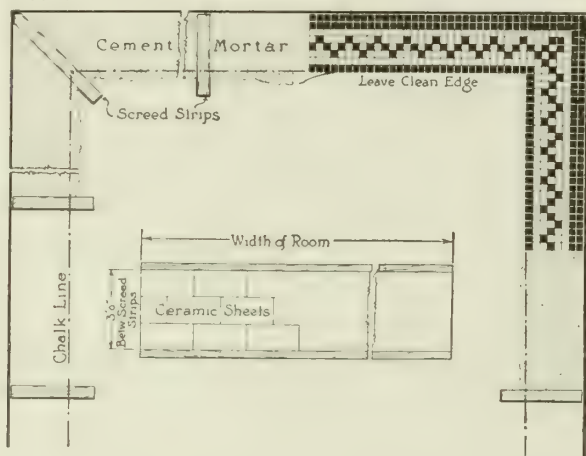 Cement Mortar
Leave Clean Edge
Screed Strips
Width of Room
Ceramic Sheets
3'0"
Betw Screed
Strips
Chalk Line